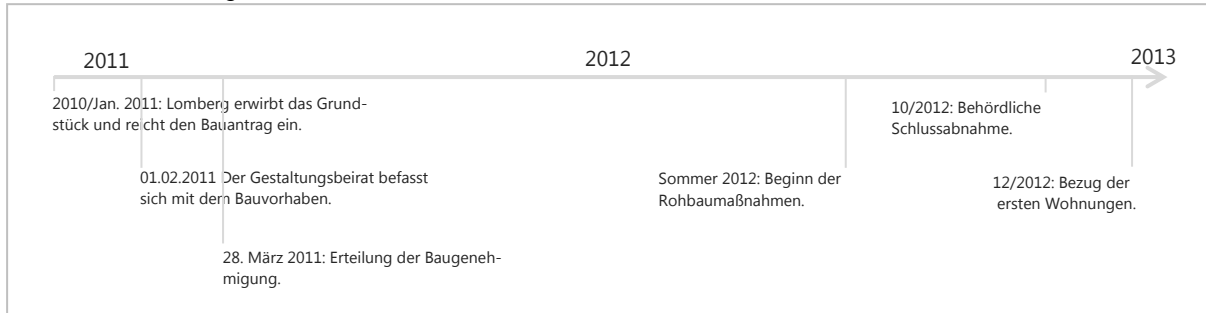 2011
2012
2013
2010/Jan. 2011: Lomberg erwirbt das Grund-
stück und reicht den Bauantrag ein.
10/2012: Behördliche
Schlussabnahme.
01.02.2011 Der Gestaltungsbeirat befasst
sich mit dem Bauvorhaben.
Sommer 2012: Beginn der
Rohbaumaßnahmen.
12/2012: Bezug der
ersten Wohnungen.
28. März 2011: Erteilung der Baugeneh-
migung.